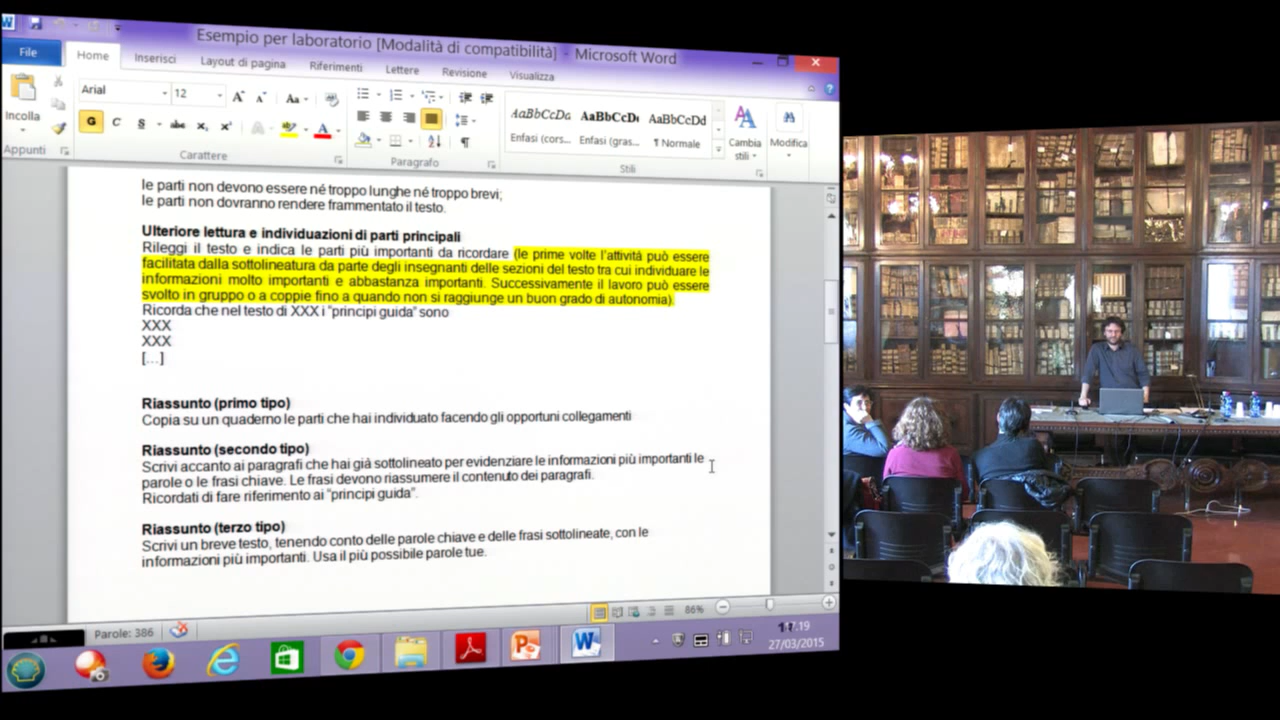 Esempio per laboratorio [Modalità di compatibilità] - Microsoft Word
File
Home
Inserisci
Layout di pagina
Riferimenti
Lettere
Revisione
Visualizza
Incolla
Appunti
Arial
12
Carattere
Paragrafo
AaBbCcDa
AaBbCcDı
AaBbCcDd
Enfasi (cors...
Enfasi (gras...
¶ Normale
Cambia
stili
Stili
Modifica
le parti non devono essere né troppo lunghe né troppo brevi;
le parti non dovranno rendere frammentato il testo.
Ulteriore lettura e individuazioni di parti principali
Rileggi il testo e indica le parti più importanti da ricordare (le prime volte l'attività può essere
facilitata dalla sottolineatura da parte degli insegnanti delle sezioni del testo tra cui individuare le
informazioni molto importanti e abbastanza importanti. Successivamente il lavoro può essere
svolto in gruppo o a coppie fino a quando non si raggiunge un buon grado di autonomia).
Ricorda che nel testo di XXX i "principi guida" sono
XXX
XXX
[...]
Riassunto (primo tipo)
Copia su un quaderno le parti che hai individuato facendo gli opportuni collegamenti
Riassunto (secondo tipo)
Scrivi accanto ai paragrafi che hai già sottolineato per evidenziare le informazioni più importanti le
parole o le frasi chiave. Le frasi devono riassumere il contenuto dei paragrafi.
Ricordati di fare riferimento ai "principi guida".
Riassunto (terzo tipo)
Scrivi un breve testo, tenendo conto delle parole chiave e delle frasi sottolineate, con le
informazioni più importanti. Usa il più possibile parole tue.
Parole: 386
86%
27/03/2015